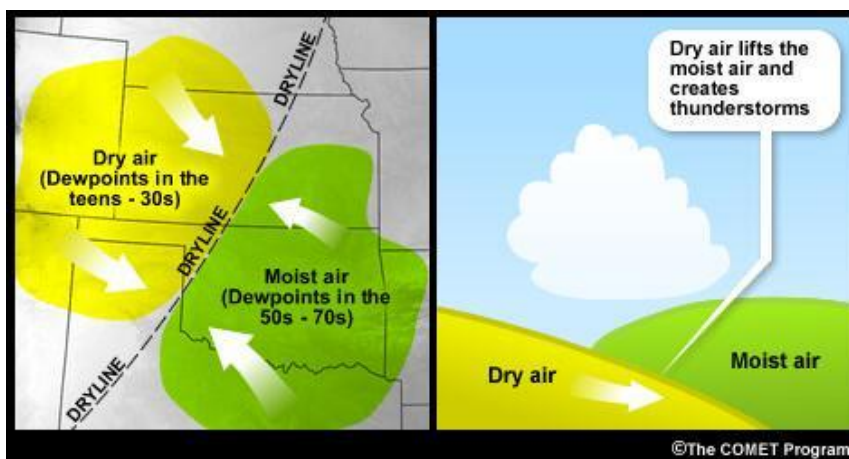 DRYLINE
Dry air
(Dewpoints in the
teens - 30s)
DRYLINE
Moist air
(Dewpoints in the
50s - 70s)
DRYLINE
Dry air lifts the
moist air and
creates
thunderstorms
Dry air
Moist air
©The COMET Program